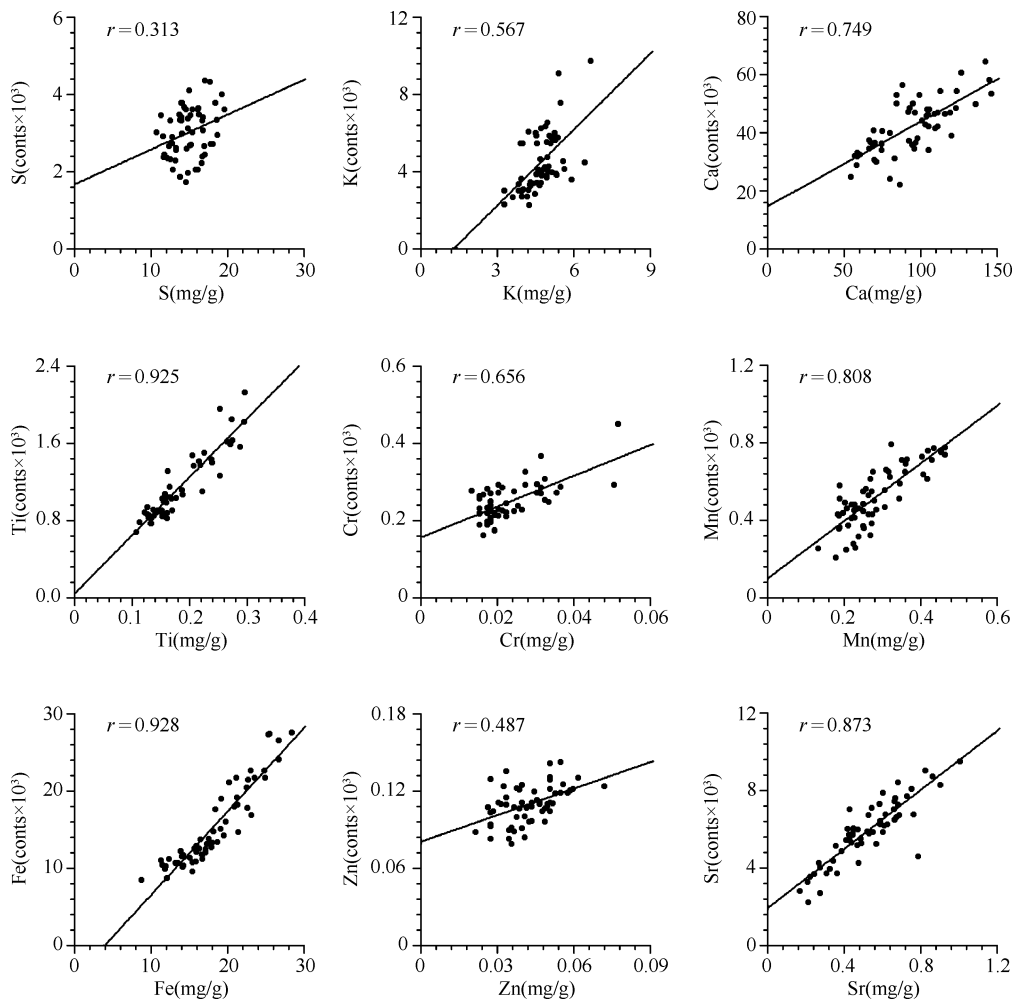 6
4
2
0
S(conts×10³)
r=0.313
0 10 20 30
S(mg/g)
12
8
4
0
K(conts×10³)
r=0.567
0 3 6 9
K(mg/g)
80
60
40
20
0
Ca(conts×10³)
r=0.749
0 50 100 150
Ca(mg/g)
2.4
1.6
0.8
0.0
Ti(conts×10³)
r=0.925
0 0.1 0.2 0.3 0.4
Ti(mg/g)
0.6
0.4
0.2
0
Cr(conts×10³)
r=0.656
0 0.02 0.04 0.06
Cr(mg/g)
1.2
0.8
0.4
0
Mn(conts×10³)
r=0.808
0 0.2 0.4 0.6
Mn(mg/g)
30
20
10
0
Fe(conts×10³)
r=0.928
0 10 20 30
Fe(mg/g)
0.18
0.12
0.06
0
Zn(conts×10³)
r=0.487
0 0.03 0.06 0.09
Zn(mg/g)
12
8
4
0
Sr(conts×10³)
r=0.873
0 0.4 0.8 1.2
Sr(mg/g)